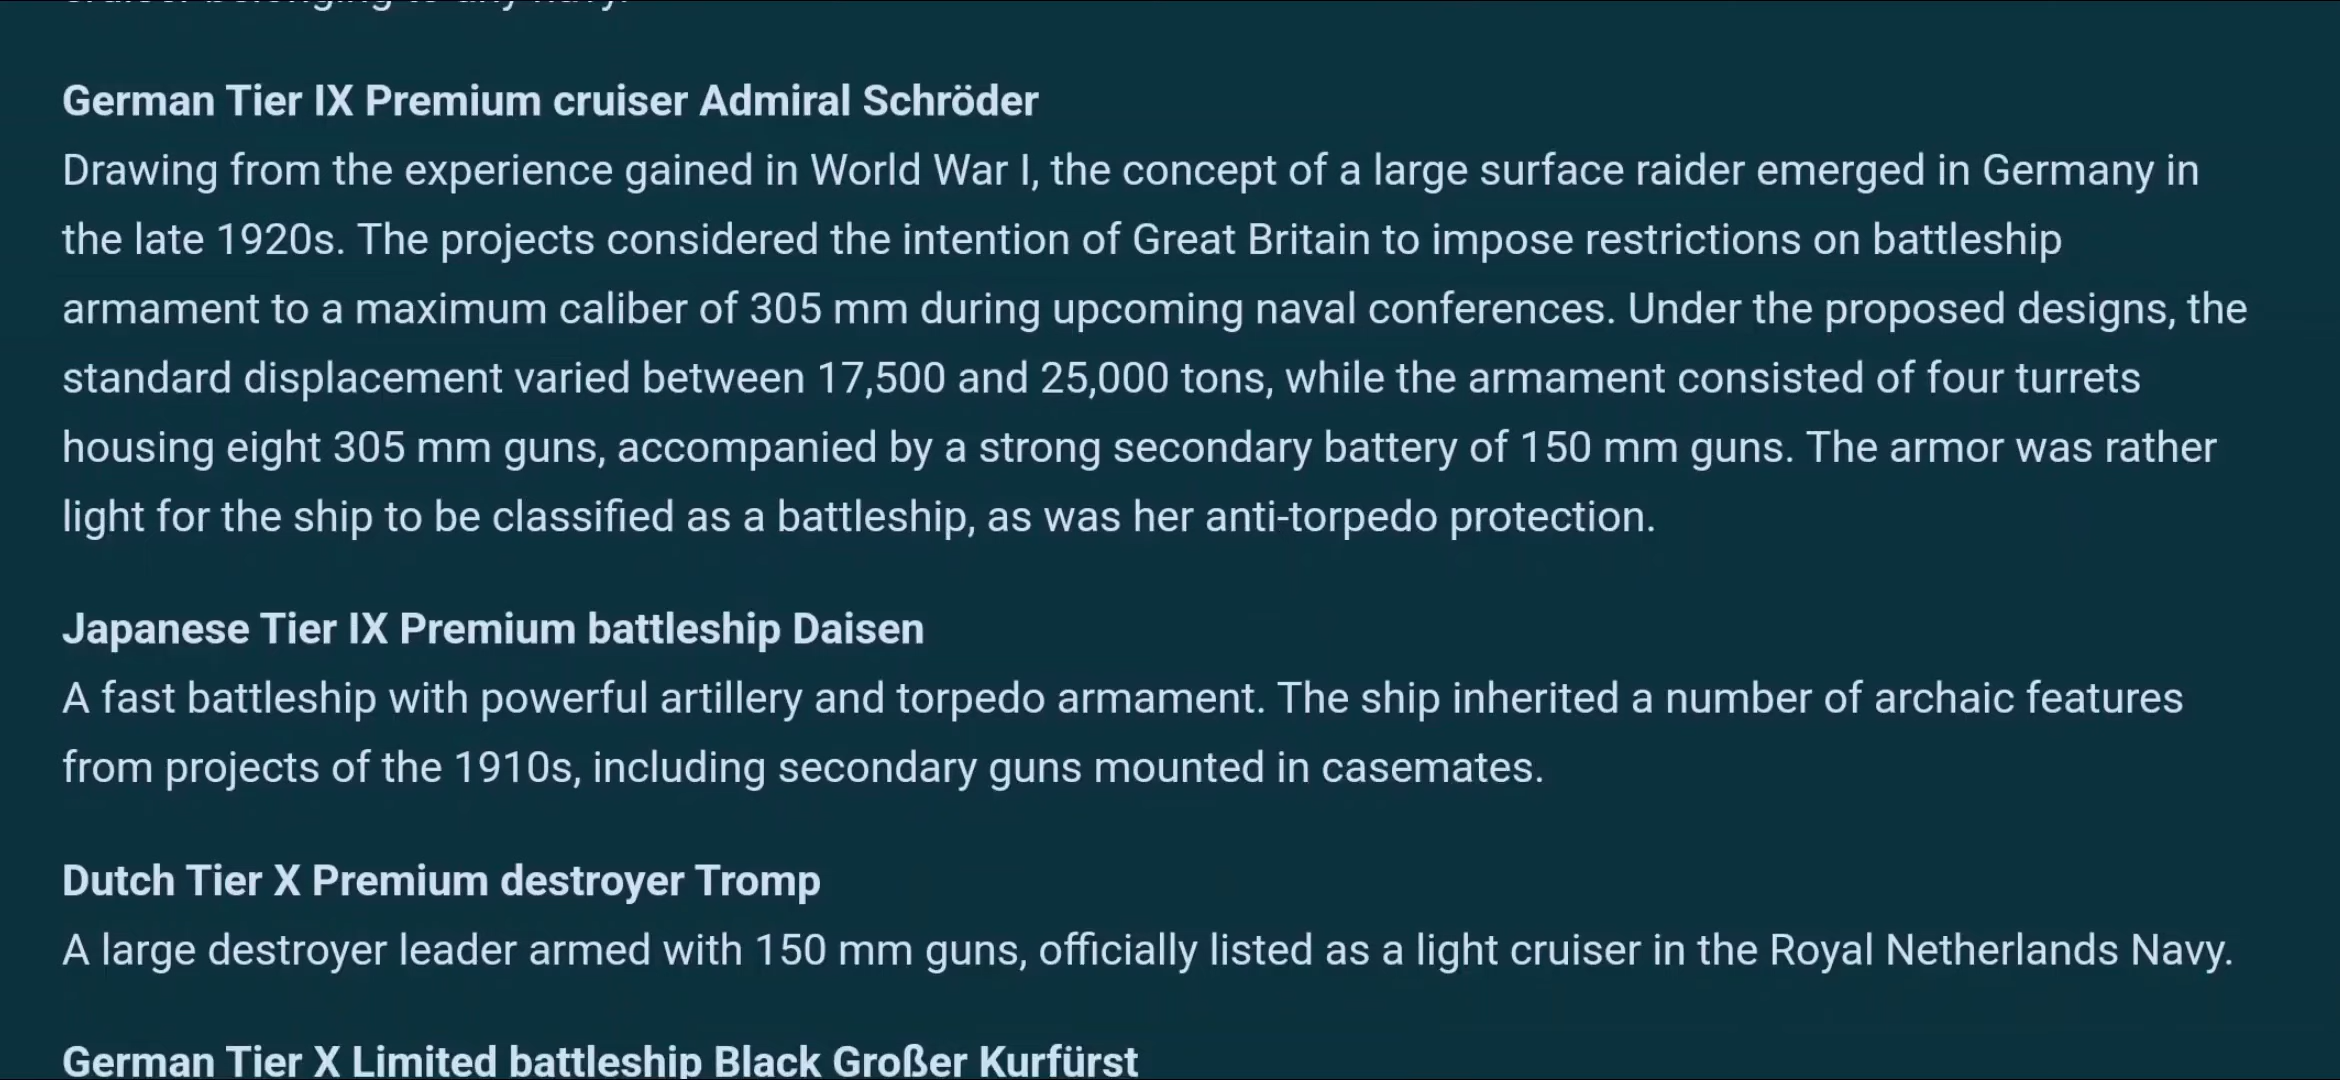 cruiser belonging to any navy.
German Tier IX Premium cruiser Admiral Schröder
Drawing from the experience gained in World War I, the concept of a large surface raider emerged in Germany in
the late 1920s. The projects considered the intention of Great Britain to impose restrictions on battleship
armament to a maximum caliber of 305 mm during upcoming naval conferences. Under the proposed designs, the
standard displacement varied between 17,500 and 25,000 tons, while the armament consisted of four turrets
housing eight 305 mm guns, accompanied by a strong secondary battery of 150 mm guns. The armor was rather
light for the ship to be classified as a battleship, as was her anti-torpedo protection.
Japanese Tier IX Premium battleship Daisen
A fast battleship with powerful artillery and torpedo armament. The ship inherited a number of archaic features
from projects of the 1910s, including secondary guns mounted in casemates.
Dutch Tier X Premium destroyer Tromp
A large destroyer leader armed with 150 mm guns, officially listed as a light cruiser in the Royal Netherlands Navy.
German Tier X Limited battleship Black Großer Kurfürst